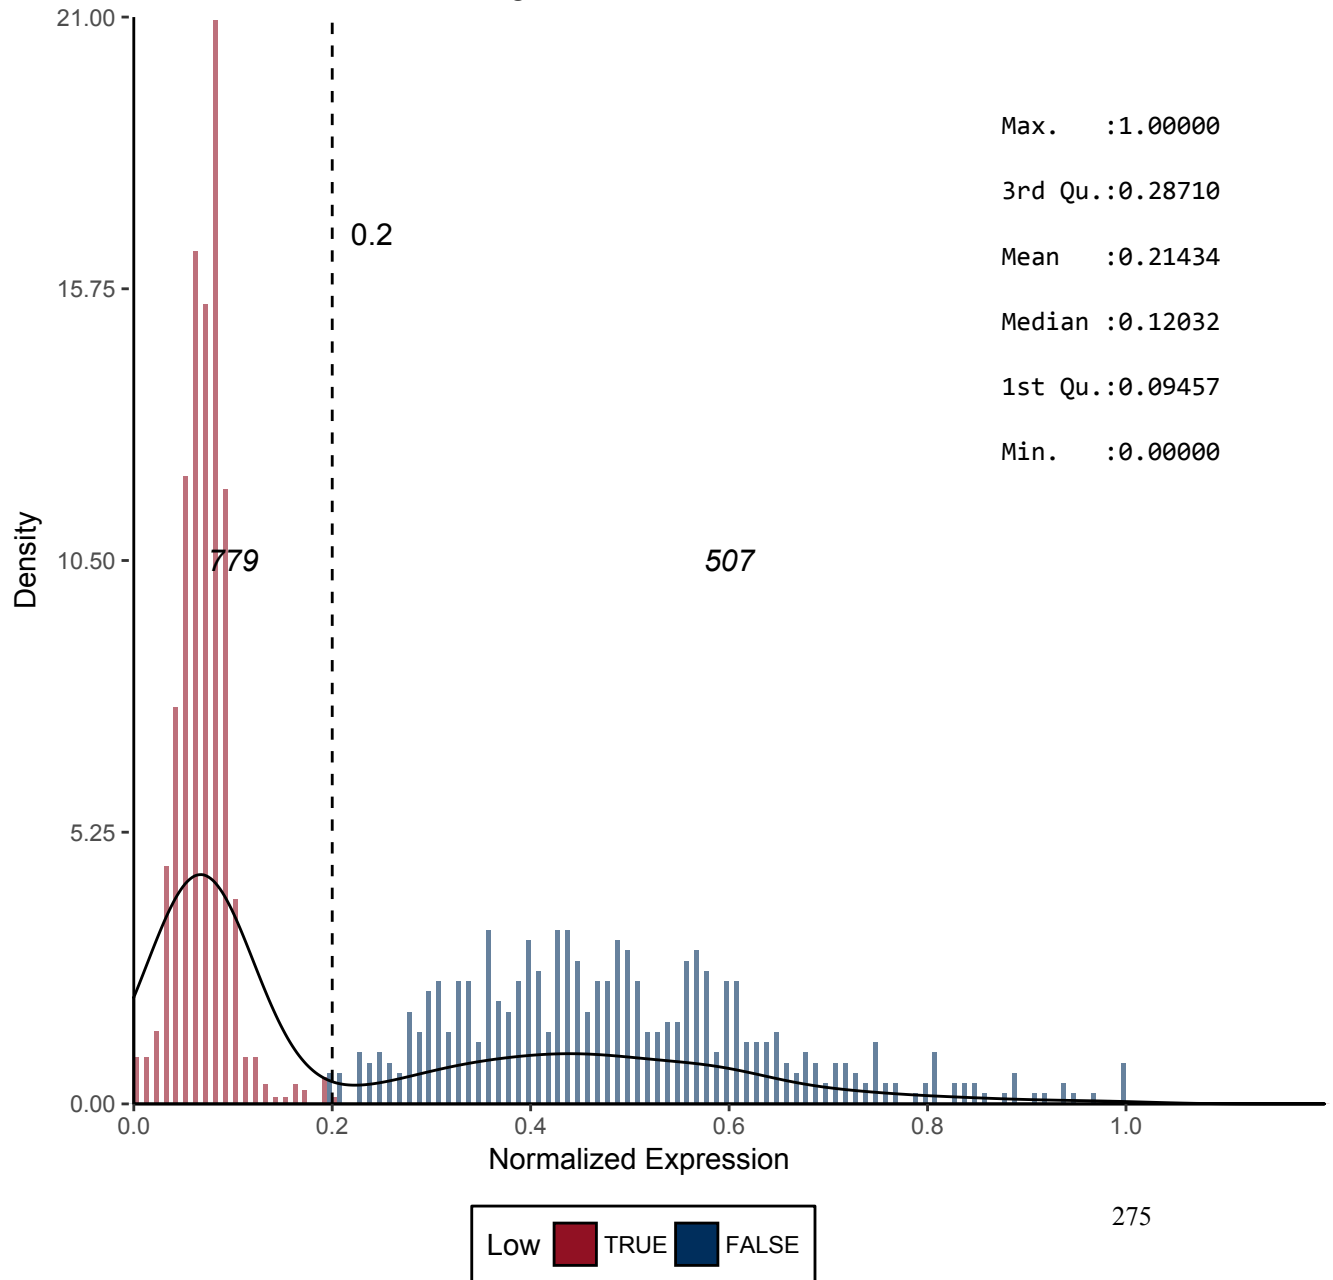 21.00
Max. :1.00000
3rd Qu.:0.28710
0.2
Mean :0.21434
15.75
Median :0.12032
1st Qu.:0.09457
Min. :0.00000
Density
10.50
779
507
5.25
0.00
0.0 0.2 0.4 0.6 0.8 1.0
Normalized Expression
275
Low TRUE FALSE